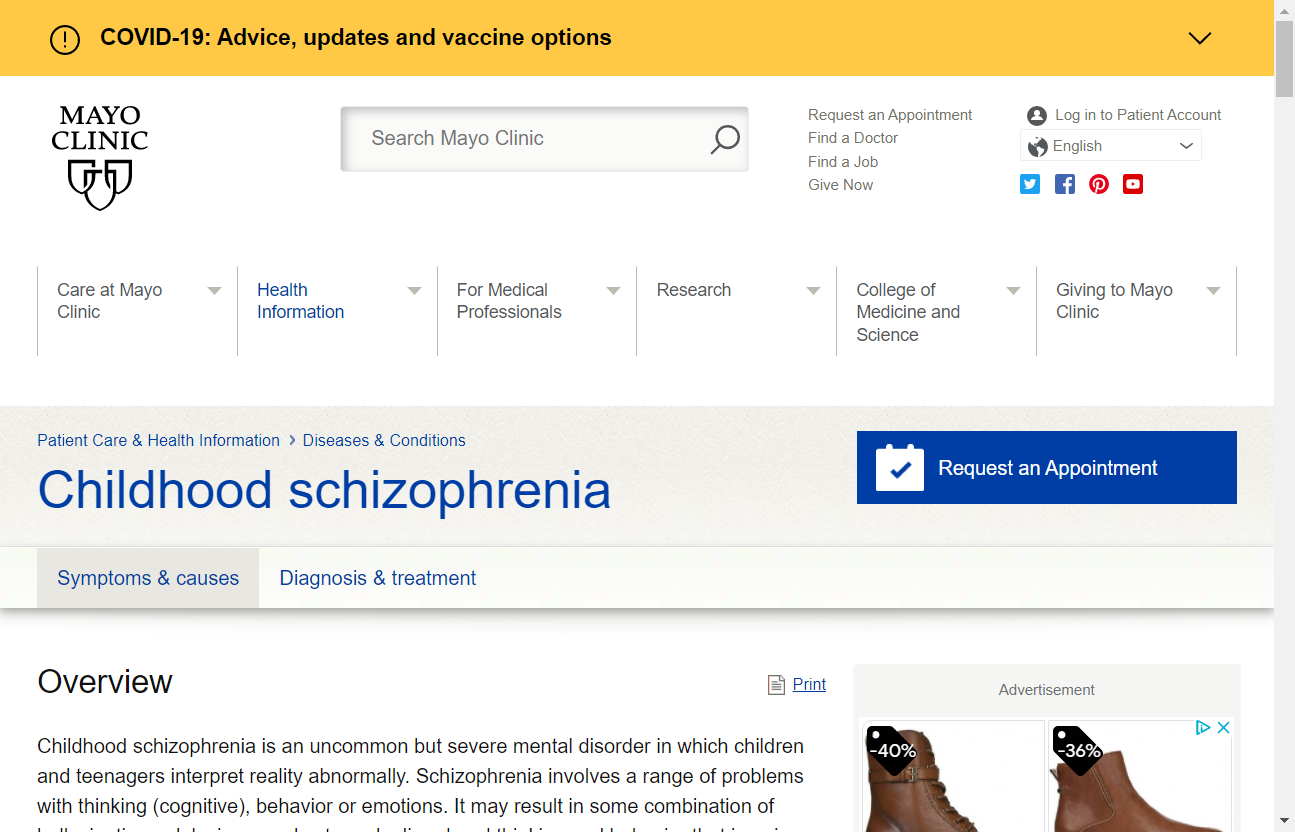 COVID-19: Advice, updates and vaccine options
MAYO
CLINIC
Search Mayo Clinic
Request an Appointment
Find a Doctor
Find a Job
Give Now
Log in to Patient Account
English
Care at Mayo
Clinic
Health
Information
For Medical
Professionals
Research
College of
Medicine and
Science
Giving to Mayo
Clinic
Patient Care & Health Information › Diseases & Conditions
Childhood schizophrenia
Request an Appointment
Symptoms & causes
Diagnosis & treatment
Overview
Print
Childhood schizophrenia is an uncommon but severe mental disorder in which children
and teenagers interpret reality abnormally. Schizophrenia involves a range of problems
with thinking (cognitive), behavior or emotions. It may result in some combination of
Advertisement
-40%
-36%